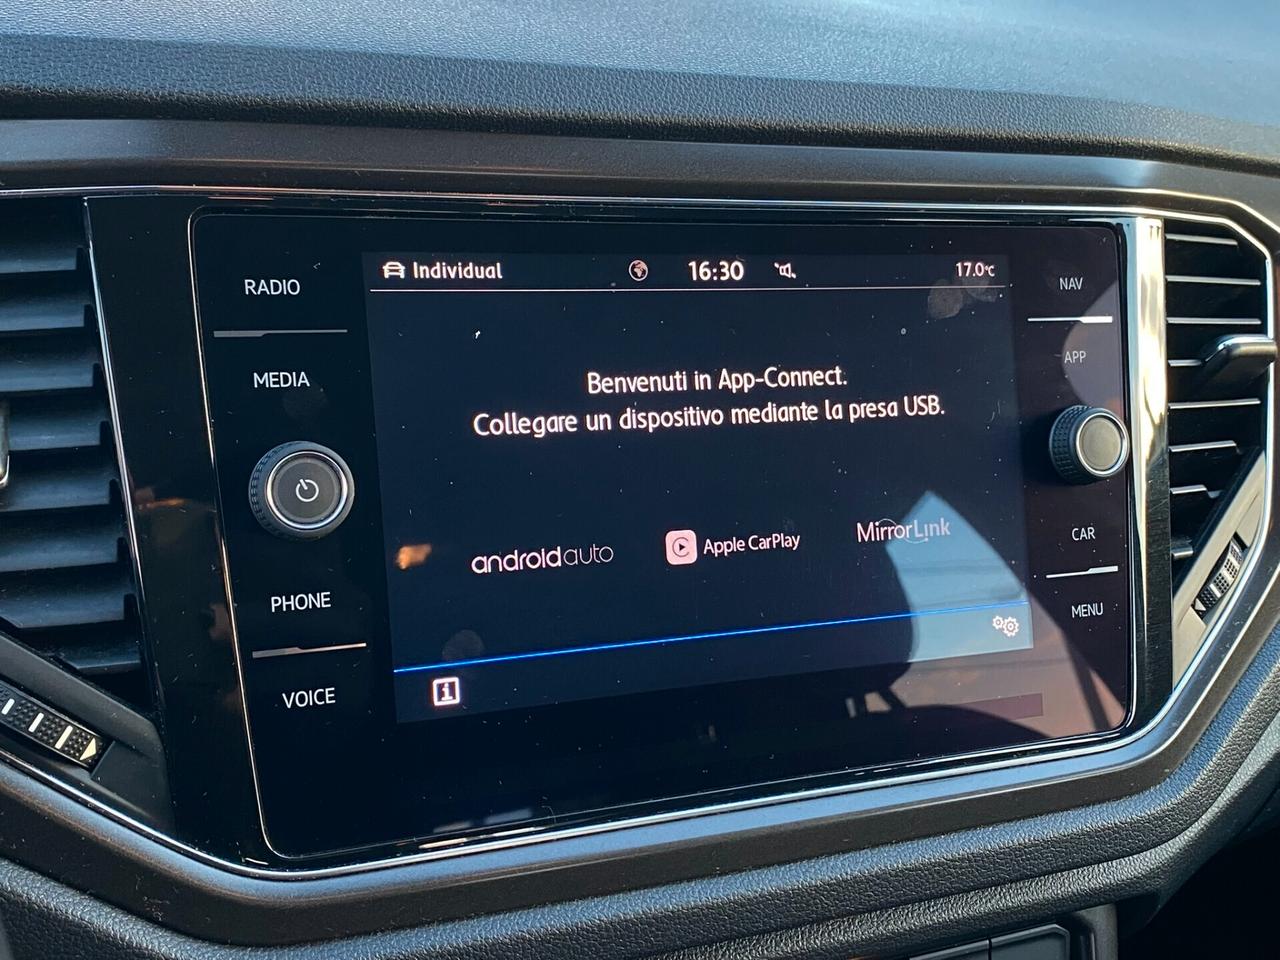 RADIO
MEDIA
PHONE
VOICE
Individual
16:30
17.0°C
Benvenuti in App-Connect.
Collegare un dispositivo mediante la presa USB.
androidauto
Apple CarPlay
MirrorLink
i
NAV
APP
CAR
MENU